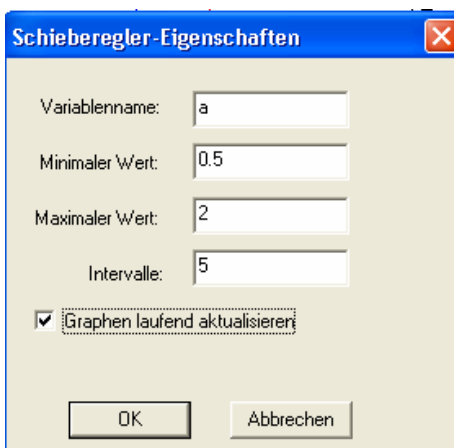 Schieberegler-Eigenschaften
Variablenname: a
Minimaler Wert: 0.5
Maximaler Wert: 2
Intervalle: 5
Graphen laufend aktualisieren
OK Abbrechen